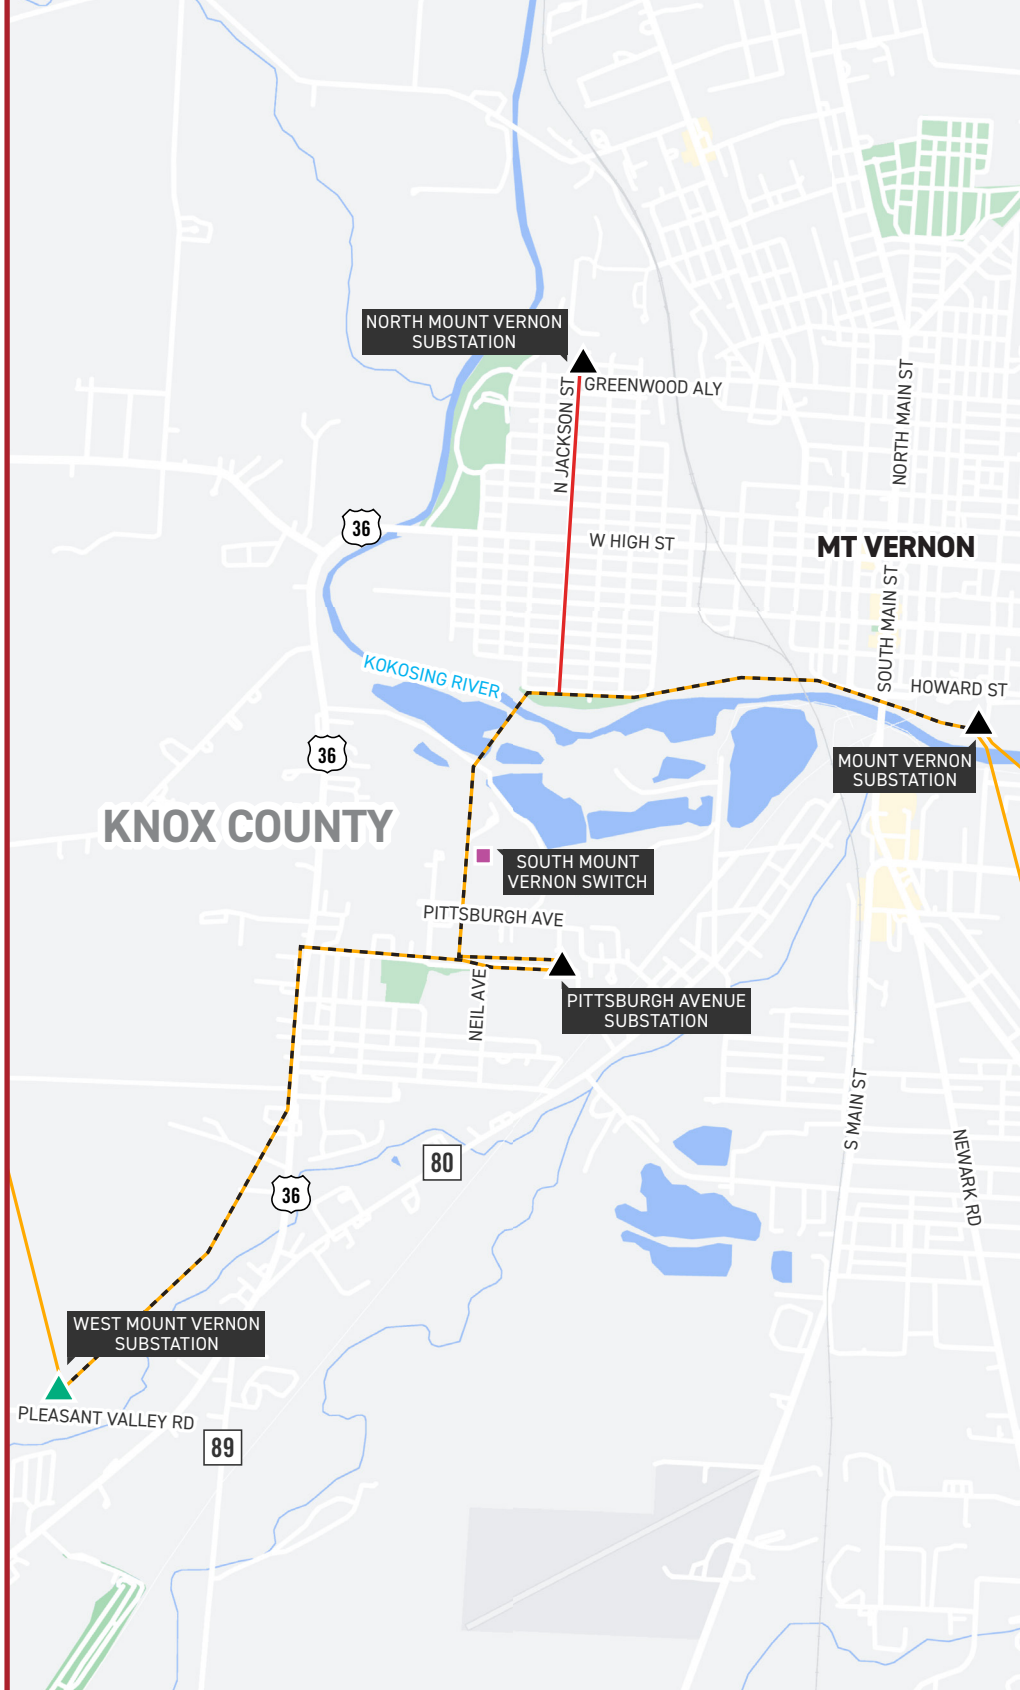 NORTH MOUNT VERNON
SUBSTATION
GREENWOOD ALY
N JACKSON ST
NORTH MAIN ST
36
W HIGH ST
MT VERNON
SOUTH MAIN ST
KOKOSING RIVER
HOWARD ST
36
MOUNT VERNON
SUBSTATION
KNOX COUNTY
SOUTH MOUNT
VERNON SWITCH
PITTSBURGH AVE
NEIL AVE
PITTSBURGH AVENUE
SUBSTATION
S MAIN ST
NEWARK RD
80
36
WEST MOUNT VERNON
SUBSTATION
PLEASANT VALLEY RD
89